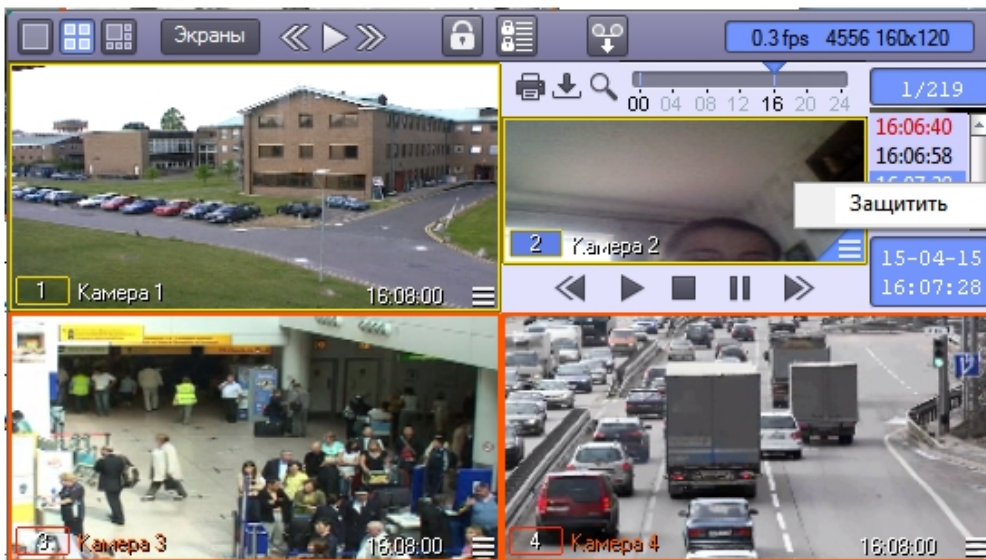 Экраны
0.3 fps 4556 160x120
00 04 08 12 16 20 24
1/219
16:06:40
16:06:58
Защитить
2 Камера 2
15-04-15
16:07:28
1 Камера 1 16:08:00
3 Камера 3 16:08:00
4 Камера 4 16:08:00